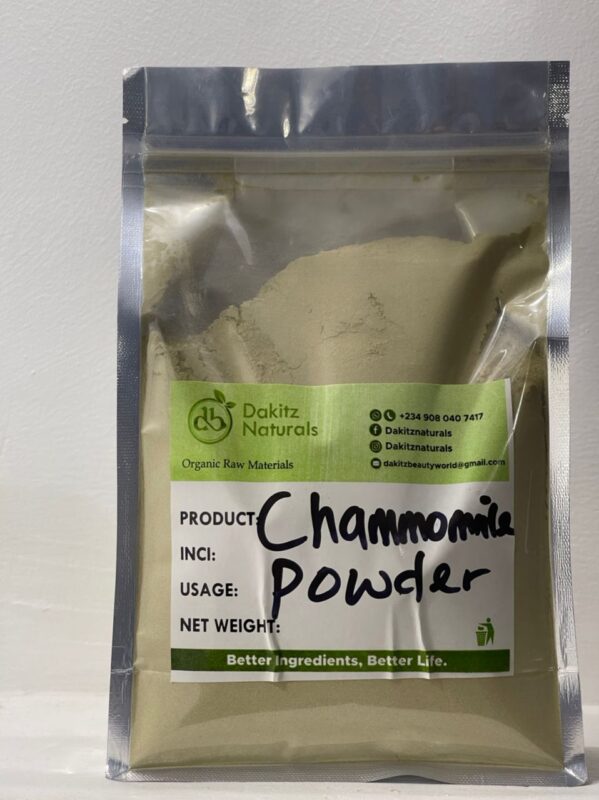 Dakitz
Naturals
Organic Raw Materials
+234 908 040 7417
Dakitznaturals
Dakitznaturals
dakitzbeautyworld@gmail.com
PRODUCT: Chammomile
INCI:
USAGE: Powder
NET WEIGHT:
Better Ingredients, Better Life.